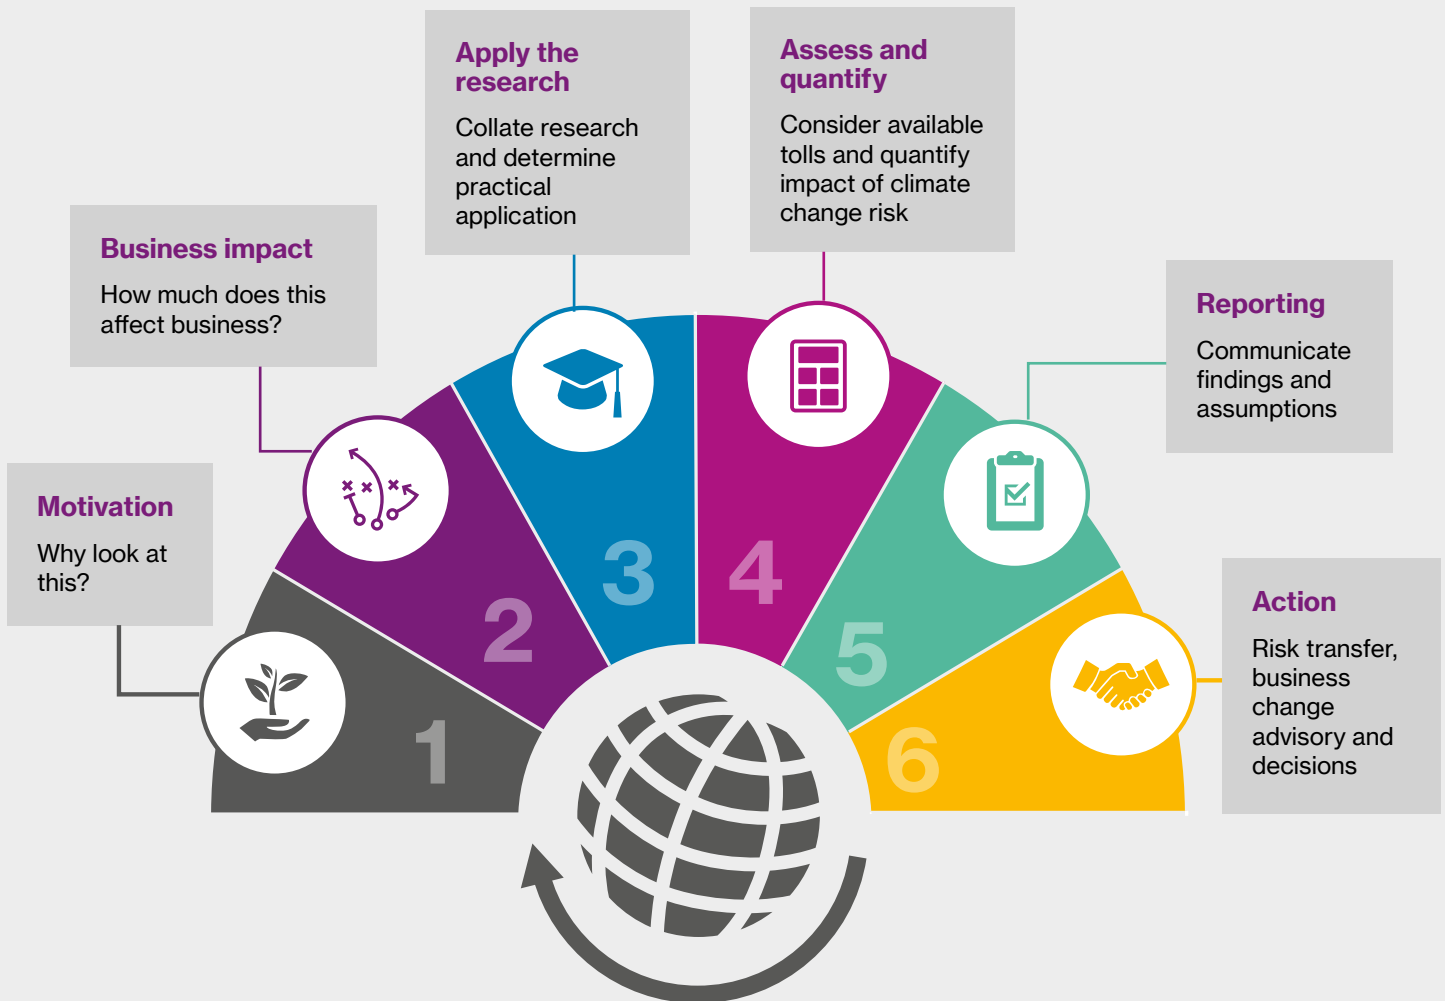 Motivation
Why look at
this?
1
Business impact
How much does this
affect business?
2
Apply the
research
Collate research
and determine
practical
application
3
Assess and
quantify
Consider available
tolls and quantify
impact of climate
change risk
4
Reporting
Communicate
findings and
assumptions
5
Action
Risk transfer,
business
change
advisory and
decisions
6